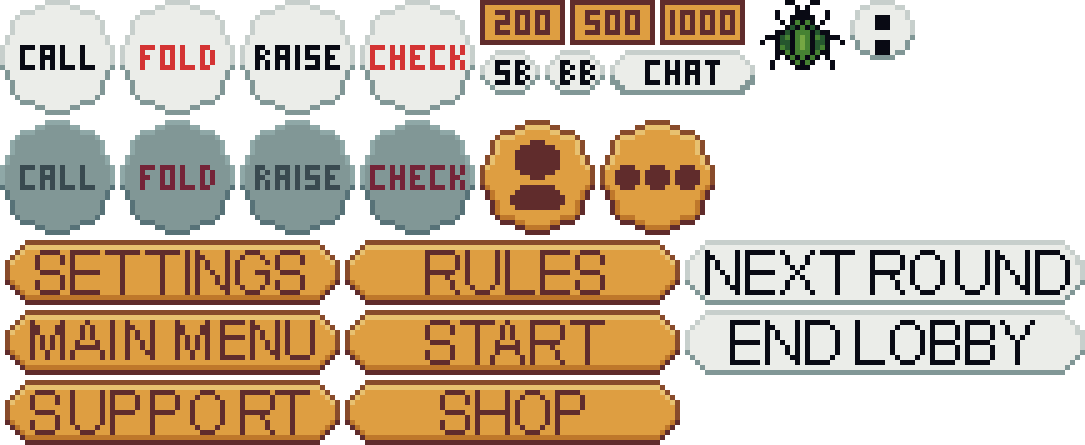 CALL FOLD RAISE CHECK 200 500 1000
SB BB CHAT
CALL FOLD RAISE CHECK
SETTINGS RULES NEXT ROUND
MAIN MENU START END LOBBY
SUPPORT SHOP